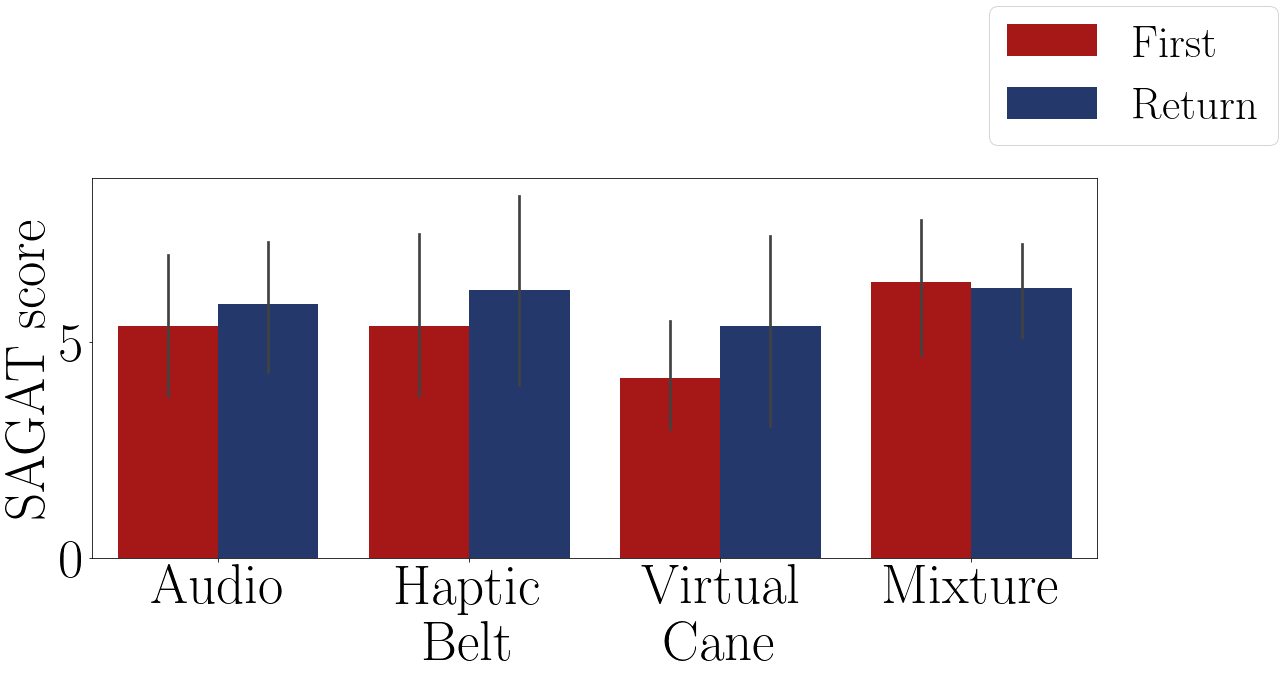 First
Return
SAGAT score
5
0
Audio
Haptic
Belt
Virtual
Cane
Mixture